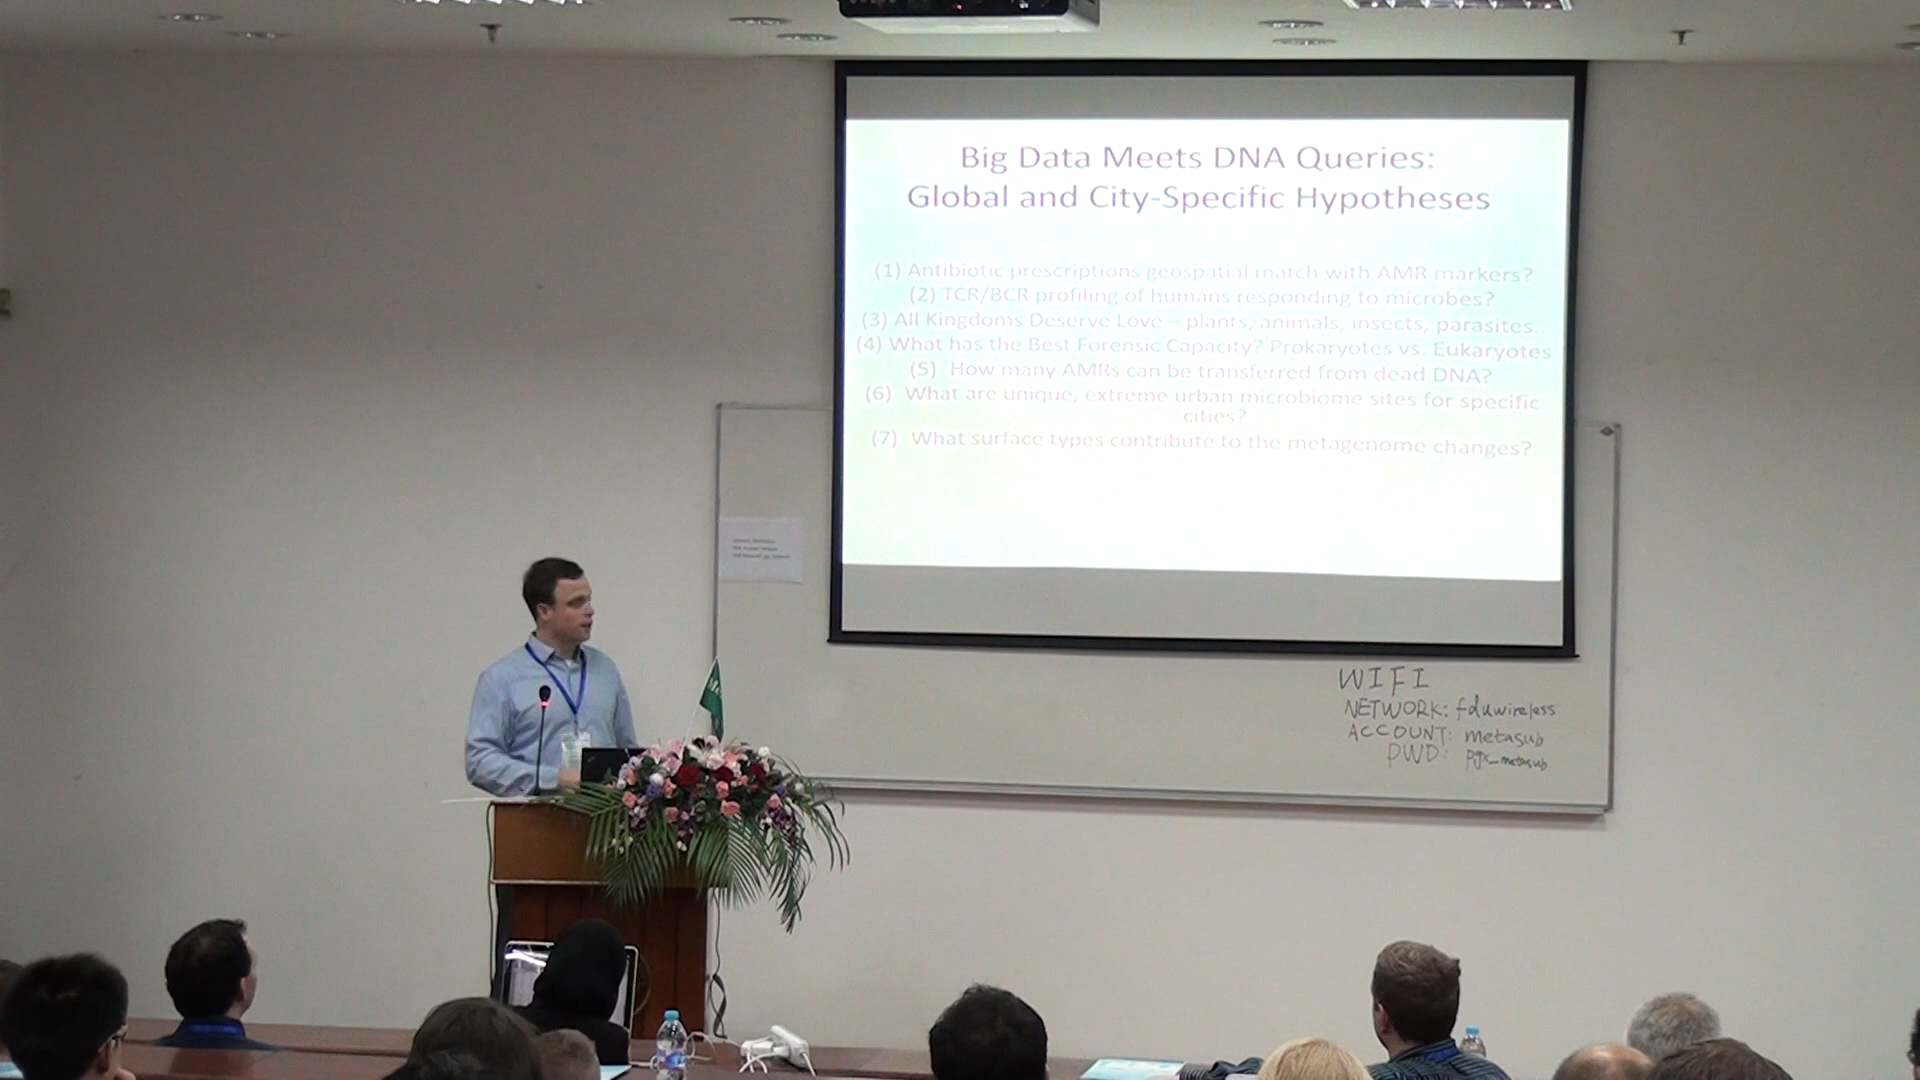 Big Data Meets DNA Queries:
Global and City-Specific Hypotheses
(1) Antibiotic prescriptions geospatial match with AMR markers?
(2) TCR/BCR profiling of humans responding to microbes?
(3) All Kingdoms Deserve Love – plants, animals, insects, parasites..
(4) What has the Best Forensic Capacity? Prokaryotes vs. Eukaryotes
(5) How many AMRs can be transferred from dead DNA?
(6) What are unique, extreme urban microbiome sites for specific
cities?
(7) What surface types contribute to the metagenome changes?
WIFI
NETWORK: fduwireless
ACCOUNT: metasub
PWD: pgx_metasub